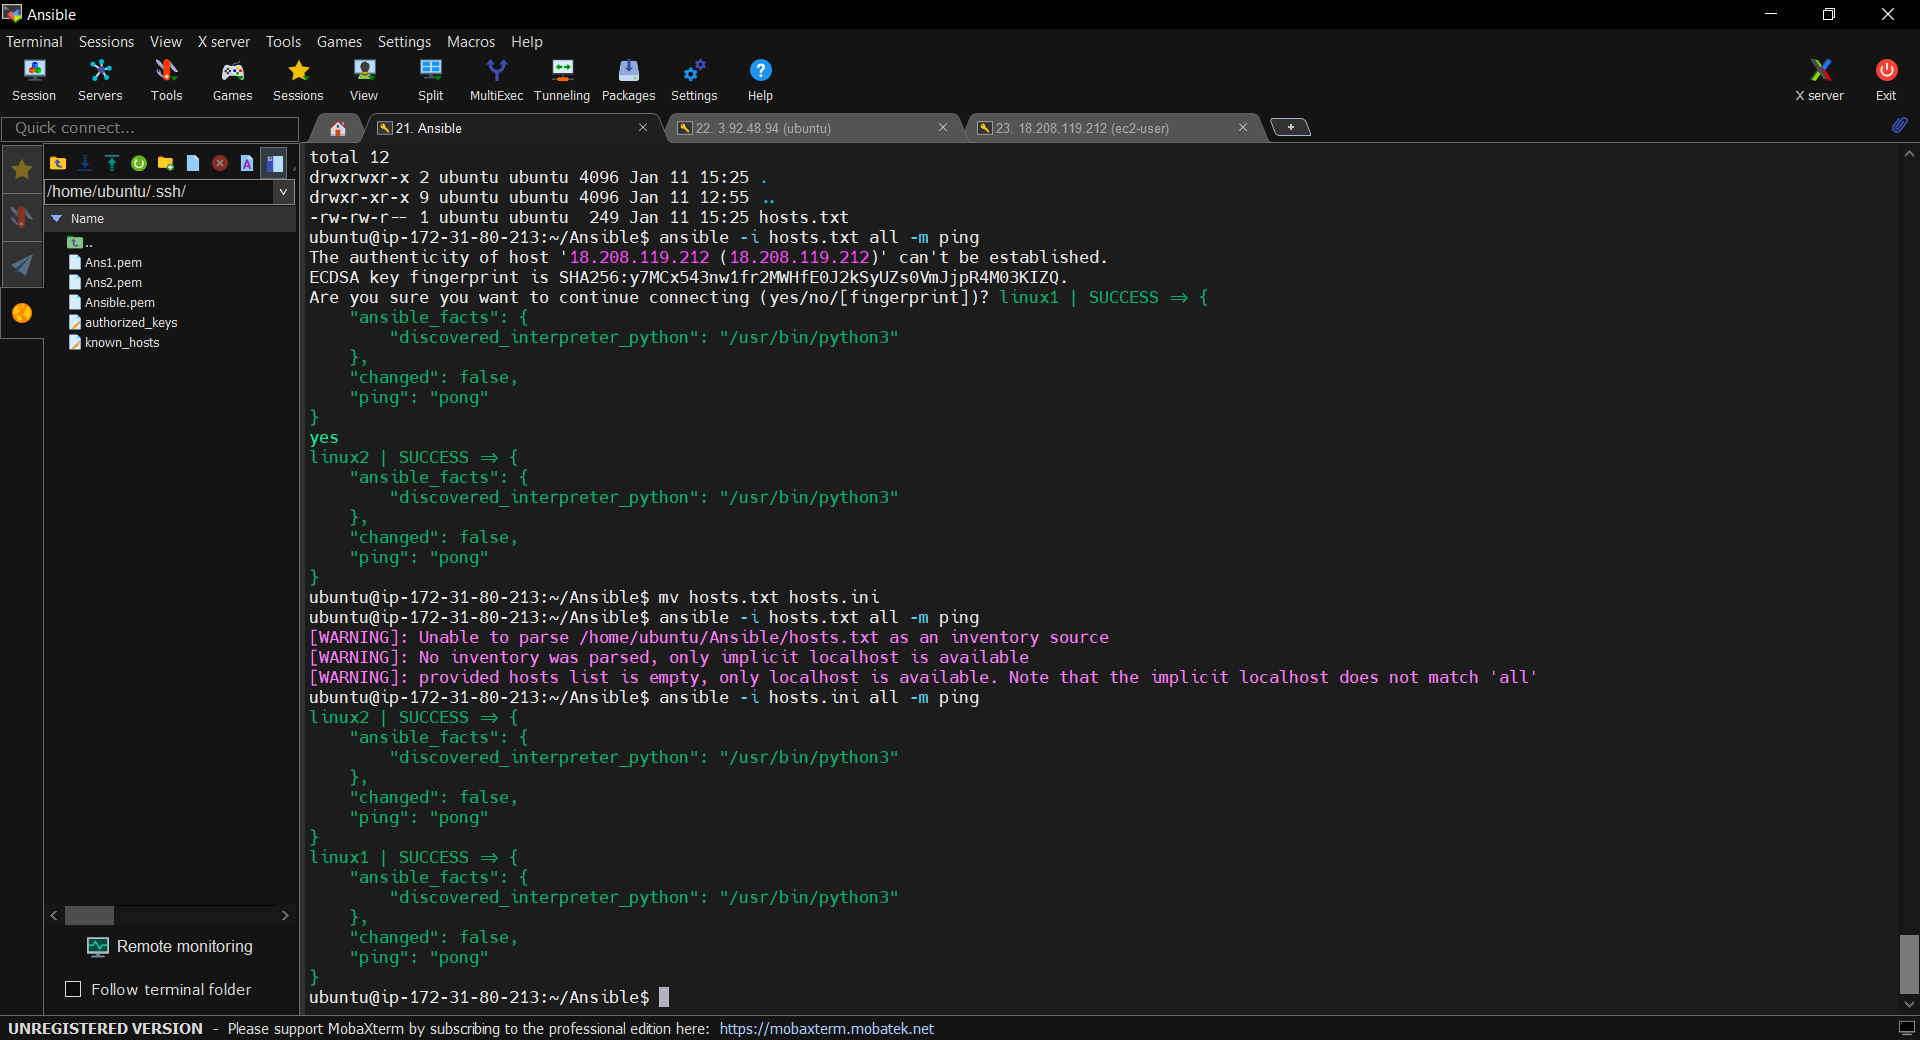 Ansible
Terminal Sessions View X server Tools Games Settings Macros Help
Session Servers Tools Games Sessions View Split MultiExec Tunneling Packages Settings Help X server Exit
Quick connect...
21. Ansible
22. 3.92.48.94 (ubuntu)
23. 18.208.119.212 (ec2-user)
/home/ubuntu/.ssh/
Name
..
Ans1.pem
Ans2.pem
Ansible.pem
authorized_keys
known_hosts
Remote monitoring
Follow terminal folder
total 12
drwxrwxr-x 2 ubuntu ubuntu 4096 Jan 11 15:25 .
drwxr-xr-x 9 ubuntu ubuntu 4096 Jan 11 12:55 ..
-rw-rw-r-- 1 ubuntu ubuntu  249 Jan 11 15:25 hosts.txt
ubuntu@ip-172-31-80-213:~/Ansible$ ansible -i hosts.txt all -m ping
The authenticity of host '18.208.119.212 (18.208.119.212)' can't be established.
ECDSA key fingerprint is SHA256:y7MCx543nw1fr2MWHfE0J2kSyUZs0VmJjpR4M03KIZQ.
Are you sure you want to continue connecting (yes/no/[fingerprint])? linux1 | SUCCESS => {
    "ansible_facts": {
        "discovered_interpreter_python": "/usr/bin/python3"
    },
    "changed": false,
    "ping": "pong"
}
yes
linux2 | SUCCESS => {
    "ansible_facts": {
        "discovered_interpreter_python": "/usr/bin/python3"
    },
    "changed": false,
    "ping": "pong"
}
ubuntu@ip-172-31-80-213:~/Ansible$ mv hosts.txt hosts.ini
ubuntu@ip-172-31-80-213:~/Ansible$ ansible -i hosts.txt all -m ping
[WARNING]: Unable to parse /home/ubuntu/Ansible/hosts.txt as an inventory source
[WARNING]: No inventory was parsed, only implicit localhost is available
[WARNING]: provided hosts list is empty, only localhost is available. Note that the implicit localhost does not match 'all'
ubuntu@ip-172-31-80-213:~/Ansible$ ansible -i hosts.ini all -m ping
linux2 | SUCCESS => {
    "ansible_facts": {
        "discovered_interpreter_python": "/usr/bin/python3"
    },
    "changed": false,
    "ping": "pong"
}
linux1 | SUCCESS => {
    "ansible_facts": {
        "discovered_interpreter_python": "/usr/bin/python3"
    },
    "changed": false,
    "ping": "pong"
}
ubuntu@ip-172-31-80-213:~/Ansible$
UNREGISTERED VERSION - Please support MobaXterm by subscribing to the professional edition here: https://mobaxterm.mobatek.net